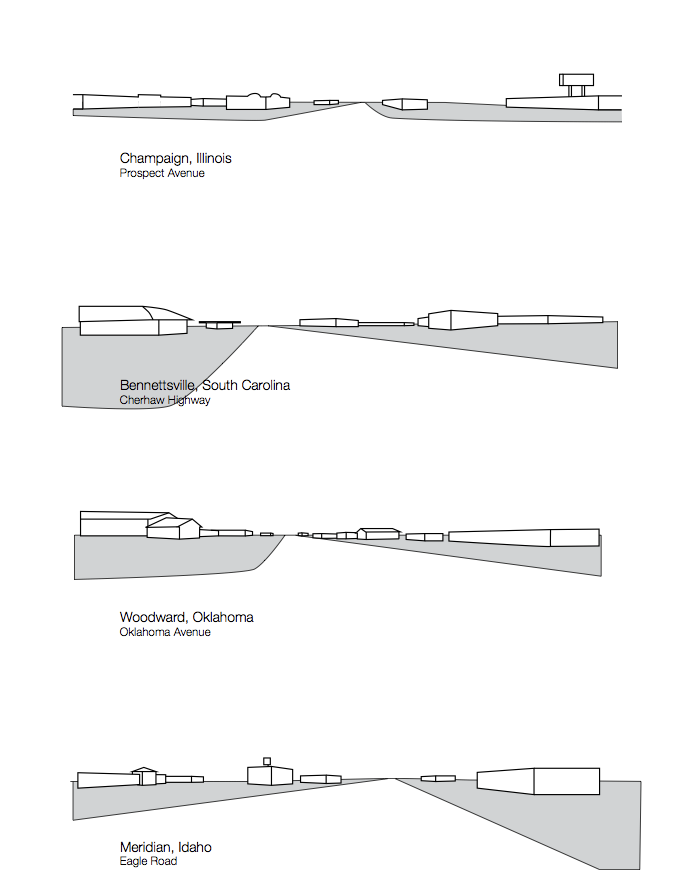 Champaign, Illinois
Prospect Avenue
Bennettsville, South Carolina
Cherhaw Highway
Woodward, Oklahoma
Oklahoma Avenue
Meridian, Idaho
Eagle Road